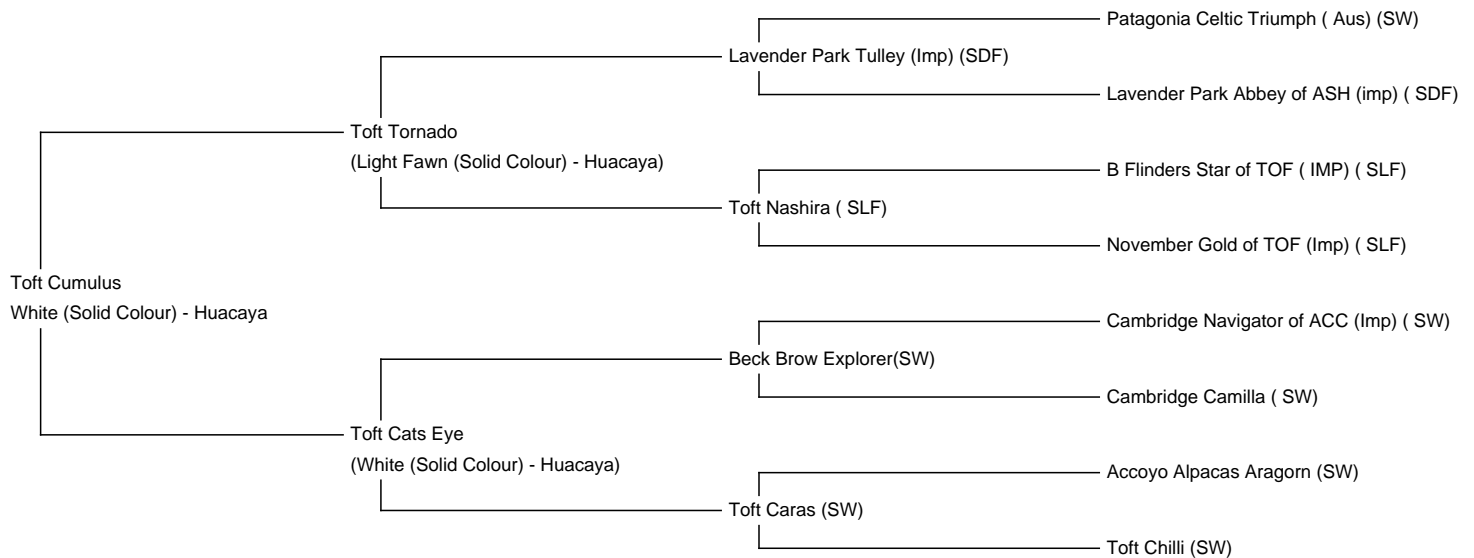 Patagonia Celtic Triumph ( Aus) (SW)
Lavender Park Tulley (Imp) (SDF)
Lavender Park Abbey of ASH (imp) ( SDF)
Toft Tornado
(Light Fawn (Solid Colour) - Huacaya)
B Flinders Star of TOF ( IMP) ( SLF)
Toft Nashira ( SLF)
November Gold of TOF (Imp) ( SLF)
Toft Cumulus
White (Solid Colour) - Huacaya
Cambridge Navigator of ACC (Imp) ( SW)
Beck Brow Explorer(SW)
Cambridge Camilla ( SW)
Toft Cats Eye
(White (Solid Colour) - Huacaya)
Accoyo Alpacas Aragorn (SW)
Toft Caras (SW)
Toft Chilli (SW)